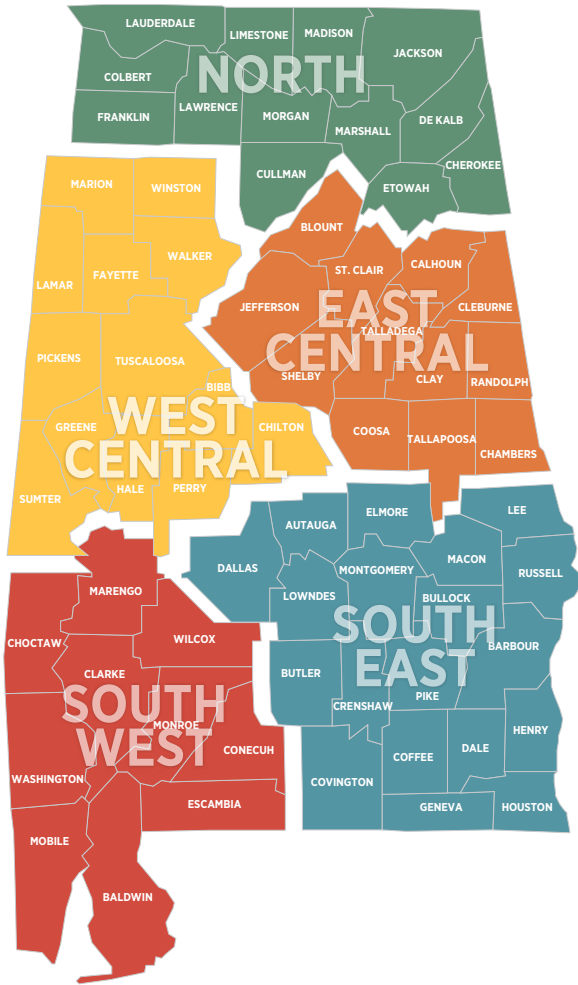 LAUDERDALE
LIMESTONE
MADISON
JACKSON
COLBERT
NORTH
FRANKLIN
LAWRENCE
MORGAN
MARSHALL
DE KALB
CHEROKEE
CULLMAN
ETOWAH
MARION
WINSTON
BLOUNT
WALKER
FAYETTE
LAMAR
ST. CLAIR
CALHOUN
JEFFERSON
EAST
CENTRAL
CLEBURNE
TALLADEGA
PICKENS
TUSCALOOSA
SHELBY
CLAY
RANDOLPH
BIBB
WEST
CENTRAL
GREENE
CHILTON
COOSA
TALLAPOOSA
CHAMBERS
HALE
PERRY
SUMTER
AUTAUGA
ELMORE
LEE
DALLAS
MONTGOMERY
MACON
RUSSELL
LOWNDES
BULLOCK
SOUTH
EAST
BARBOUR
MARENGO
CHOCTAW
WILCOX
CLARKE
BUTLER
PIKE
CRENSHAW
SOUTH
WEST
MONROE
CONECUH
HENRY
COFFEE
DALE
WASHINGTON
COVINGTON
ESCAMBIA
GENEVA
HOUSTON
MOBILE
BALDWIN